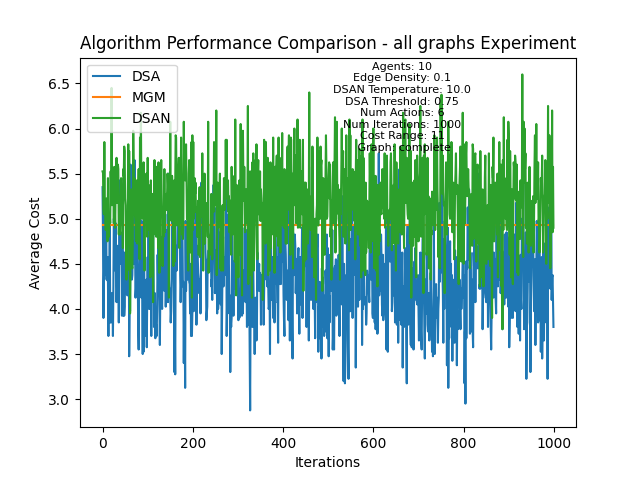 Algorithm Performance Comparison - all graphs Experiment
DSA
MGM
DSAN
Agents: 10
Edge Density: 0.1
DSAN Temperature: 10.0
DSA Threshold: 0.75
Num Actions: 6
Num Iterations: 1000
Cost Range: 11
Graph: complete
6.5
6.0
5.5
5.0
4.5
4.0
3.5
3.0
Average Cost
0 200 400 600 800 1000
Iterations